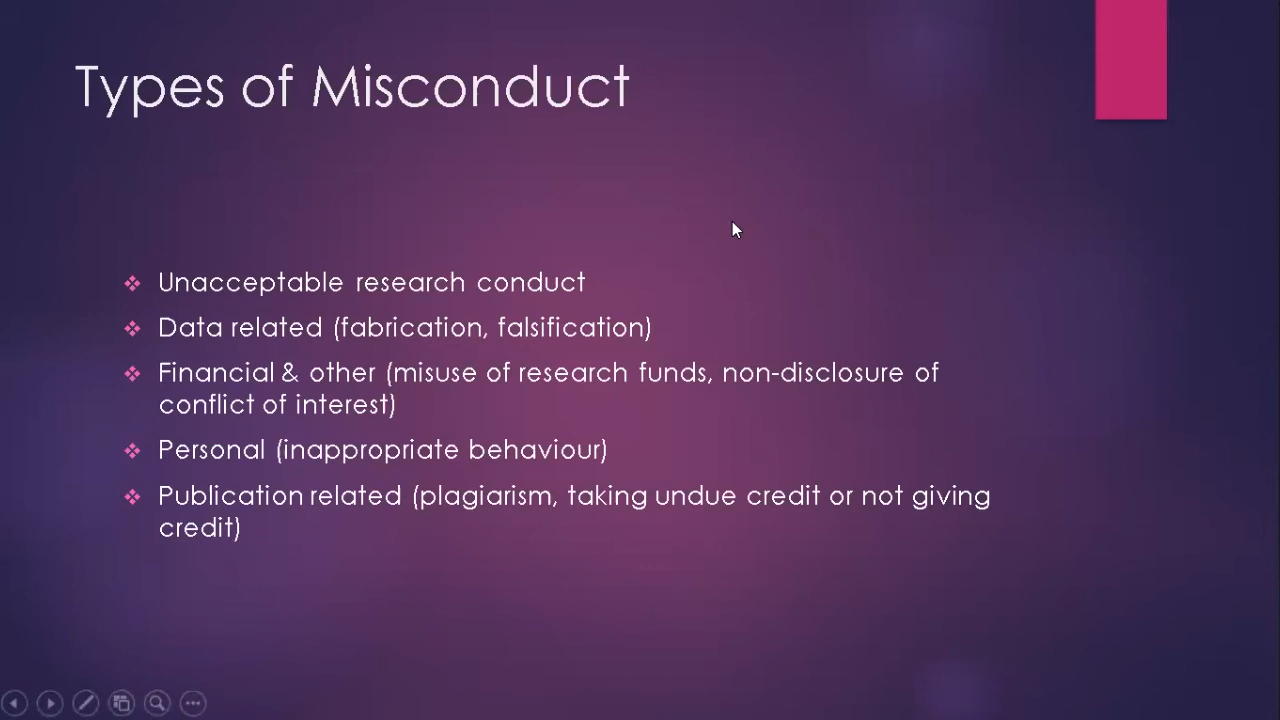 Types of Misconduct
Unacceptable research conduct
Data related (fabrication, falsification)
Financial & other (misuse of research funds, non-disclosure of
conflict of interest)
Personal (inappropriate behaviour)
Publication related (plagiarism, taking undue credit or not giving
credit)